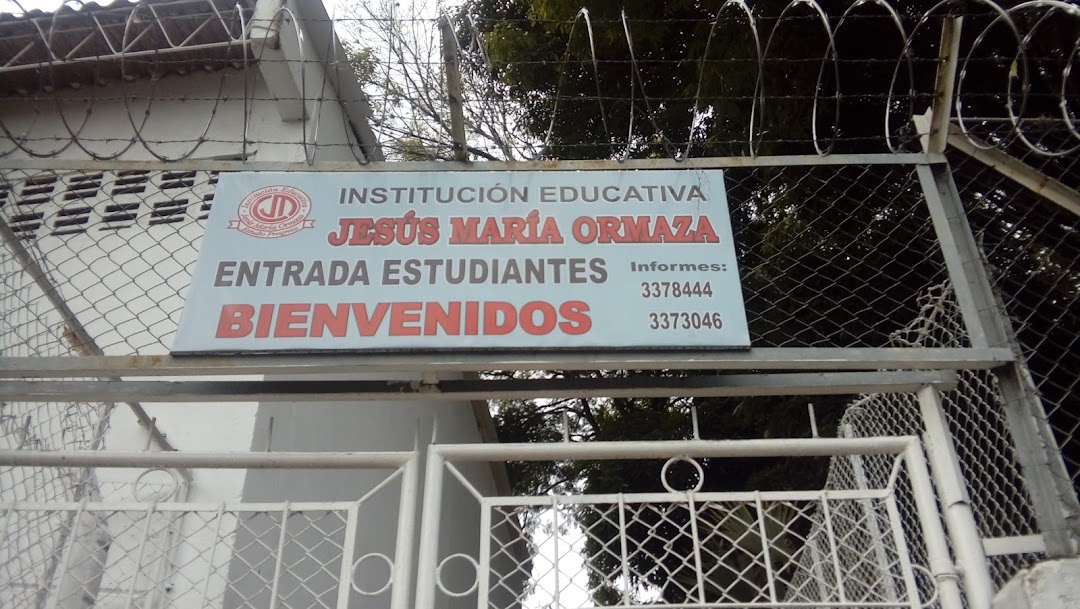 INSTITUCIÓN EDUCATIVA
JESÚS MARÍA ORMAZA
ENTRADA ESTUDIANTES
BIENVENIDOS
Informes:
3378444
3373046